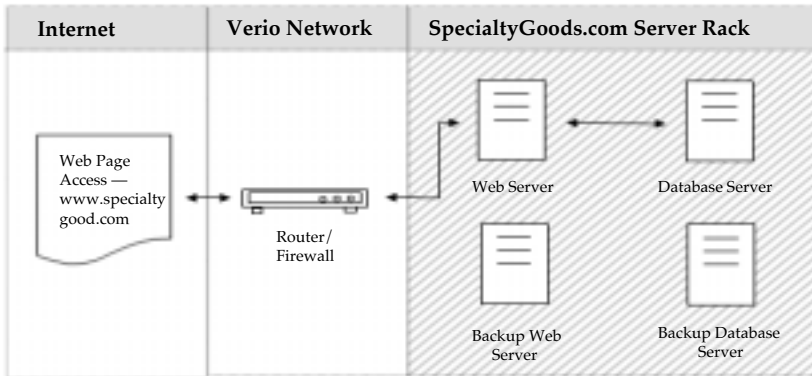 Internet
Verio Network
SpecialtyGoods.com Server Rack
Web Page
Access —
www.specialty
good.com
Router/
Firewall
Web Server
Database Server
Backup Web
Server
Backup Database
Server